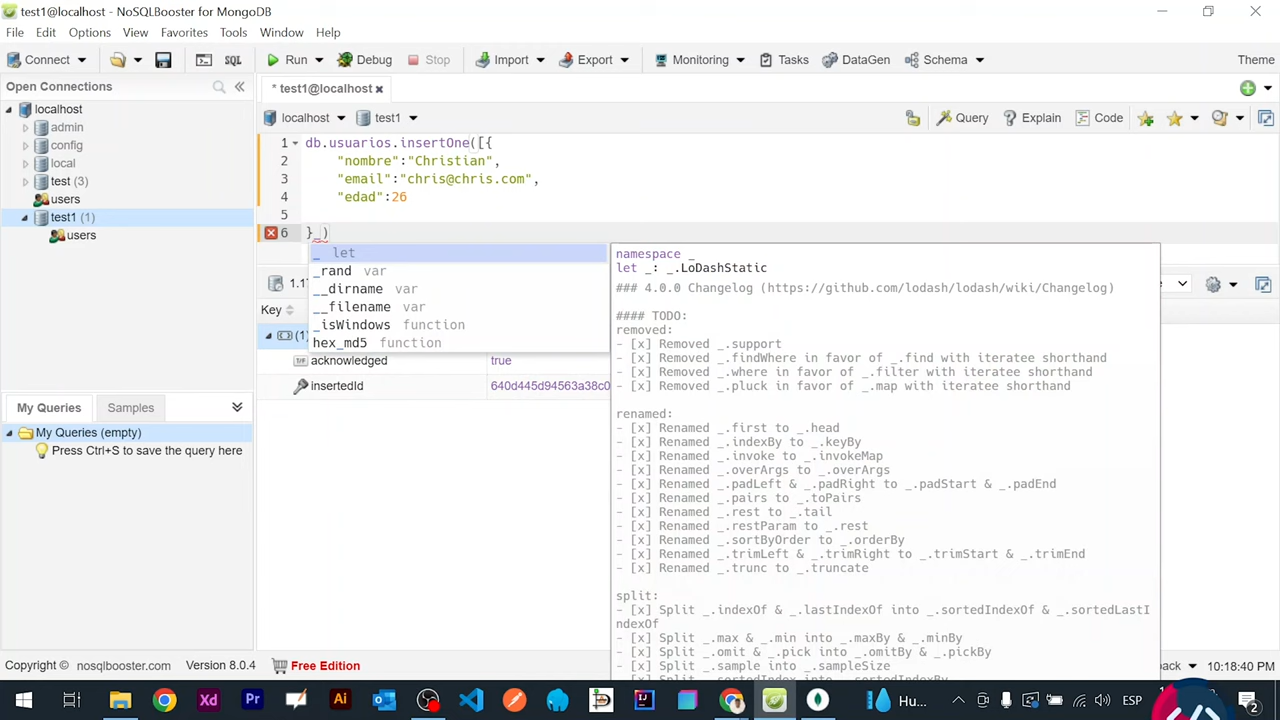 test1@localhost - NoSQLBooster for MongoDB
File Edit Options View Favorites Tools Window Help
Connect SQL Run Debug Stop Import Export Monitoring Tasks DataGen Schema Theme
Open Connections
* test1@localhost
localhost
admin
config
local
test (3)
users
test1 (1)
users
localhost test1 Query Explain Code
1 db.usuarios.insertOne([{
2 "nombre":"Christian",
3 "email":"chris@chris.com",
4 "edad":26
5
6 }_)
_ let
_rand var
__dirname var
__filename var
_isWindows function
hex_md5 function
namespace _
let _: _.LoDashStatic
### 4.0.0 Changelog (https://github.com/lodash/lodash/wiki/Changelog)
#### TODO:
removed:
- [x] Removed _.support
- [x] Removed _.findWhere in favor of _.find with iteratee shorthand
- [x] Removed _.where in favor of _.filter with iteratee shorthand
- [x] Removed _.pluck in favor of _.map with iteratee shorthand
renamed:
- [x] Renamed _.first to _.head
- [x] Renamed _.indexBy to _.keyBy
- [x] Renamed _.invoke to _.invokeMap
- [x] Renamed _.overArgs to _.overArgs
- [x] Renamed _.padLeft & _.padRight to _.padStart & _.padEnd
- [x] Renamed _.pairs to _.toPairs
- [x] Renamed _.rest to _.tail
- [x] Renamed _.restParam to _.rest
- [x] Renamed _.sortByOrder to _.orderBy
- [x] Renamed _.trimLeft & _.trimRight to _.trimStart & _.trimEnd
- [x] Renamed _.trunc to _.truncate
split:
- [x] Split _.indexOf & _.lastIndexOf into _.sortedIndexOf & _.sortedLastI
ndexOf
- [x] Split _.max & _.min into _.maxBy & _.minBy
- [x] Split _.omit & _.pick into _.omitBy & _.pickBy
- [x] Split _.sample into _.sampleSize
Key
(1)
acknowledged true
insertedId 640d445d94563a38c0
My Queries Samples
My Queries (empty)
Press Ctrl+S to save the query here
Copyright © nosqlbooster.com Version 8.0.4 Free Edition 10:18:40 PM
Xd Pr Ai Hu... ESP 2